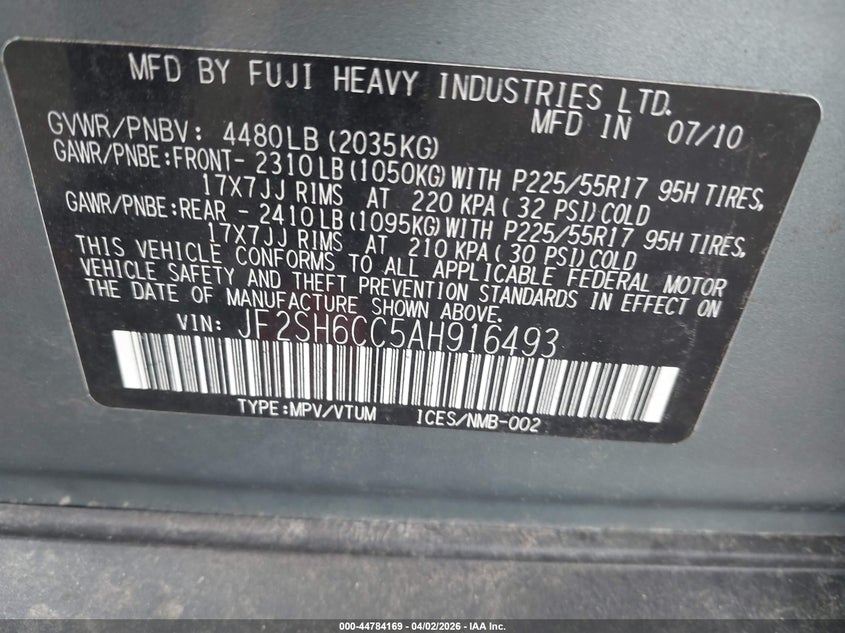 MFD BY FUJI HEAVY INDUSTRIES LTD.
MFD IN 07/10
GVWR/PNBV: 4480LB(2035KG)
GAWR/PNBE:FRONT- 2310LB(1050KG)WITH P225/55R17 95H TIRES,
17X7JJ RIMS AT 220 KPA( 32 PSI)COLD
GAWR/PNBE:REAR - 2410LB(1095KG)WITH P225/55R17 95H TIRES,
17X7JJ RIMS AT 210 KPA( 30 PSI)COLD
THIS VEHICLE CONFORMS TO ALL APPLICABLE FEDERAL MOTOR
VEHICLE SAFETY AND THEFT PREVENTION STANDARDS IN EFFECT ON
THE DATE OF MANUFACTURE SHOWN ABOVE.
VIN: JF2SH6CC5AH916493
TYPE:MPV/VTUM ICES/NMB-002
000-44784169 - 04/02/2026 - IAA Inc.